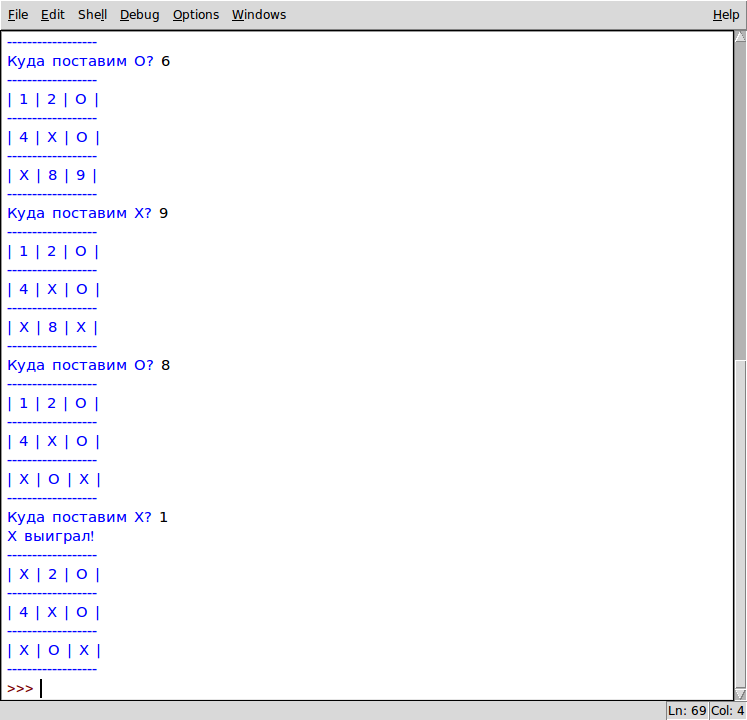 File Edit Shell Debug Options Windows Help
------------------
Куда поставим O? 6
------------------
| 1 | 2 | O |
------------------
| 4 | X | O |
------------------
| X | 8 | 9 |
------------------
Куда поставим X? 9
------------------
| 1 | 2 | O |
------------------
| 4 | X | O |
------------------
| X | 8 | X |
------------------
Куда поставим O? 8
------------------
| 1 | 2 | O |
------------------
| 4 | X | O |
------------------
| X | O | X |
------------------
Куда поставим X? 1
X выиграл!
------------------
| X | 2 | O |
------------------
| 4 | X | O |
------------------
| X | O | X |
------------------
>>>
Ln: 69 Col: 4